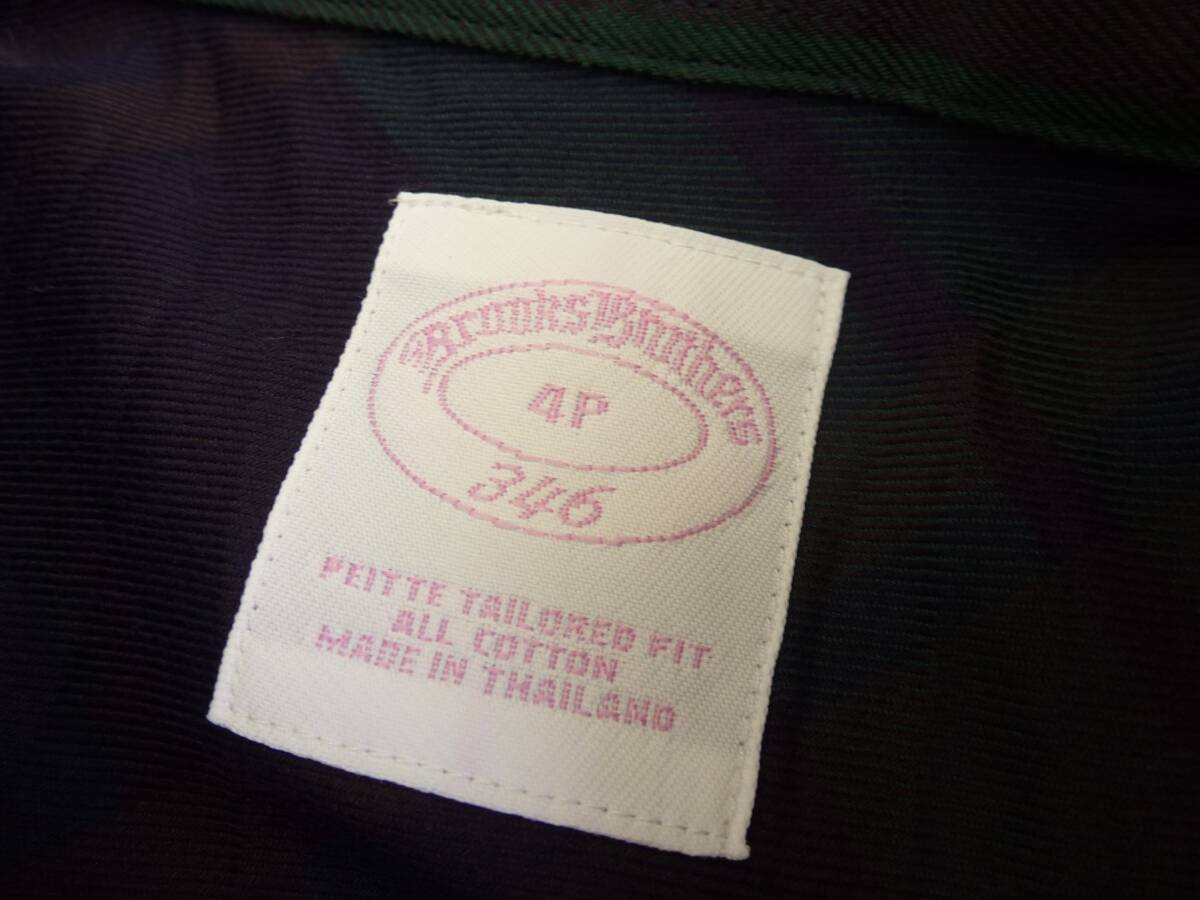 Brooks Brothers
4P
346
PEITTE TAILORED FIT
ALL COTTON
MADE IN THAILAND